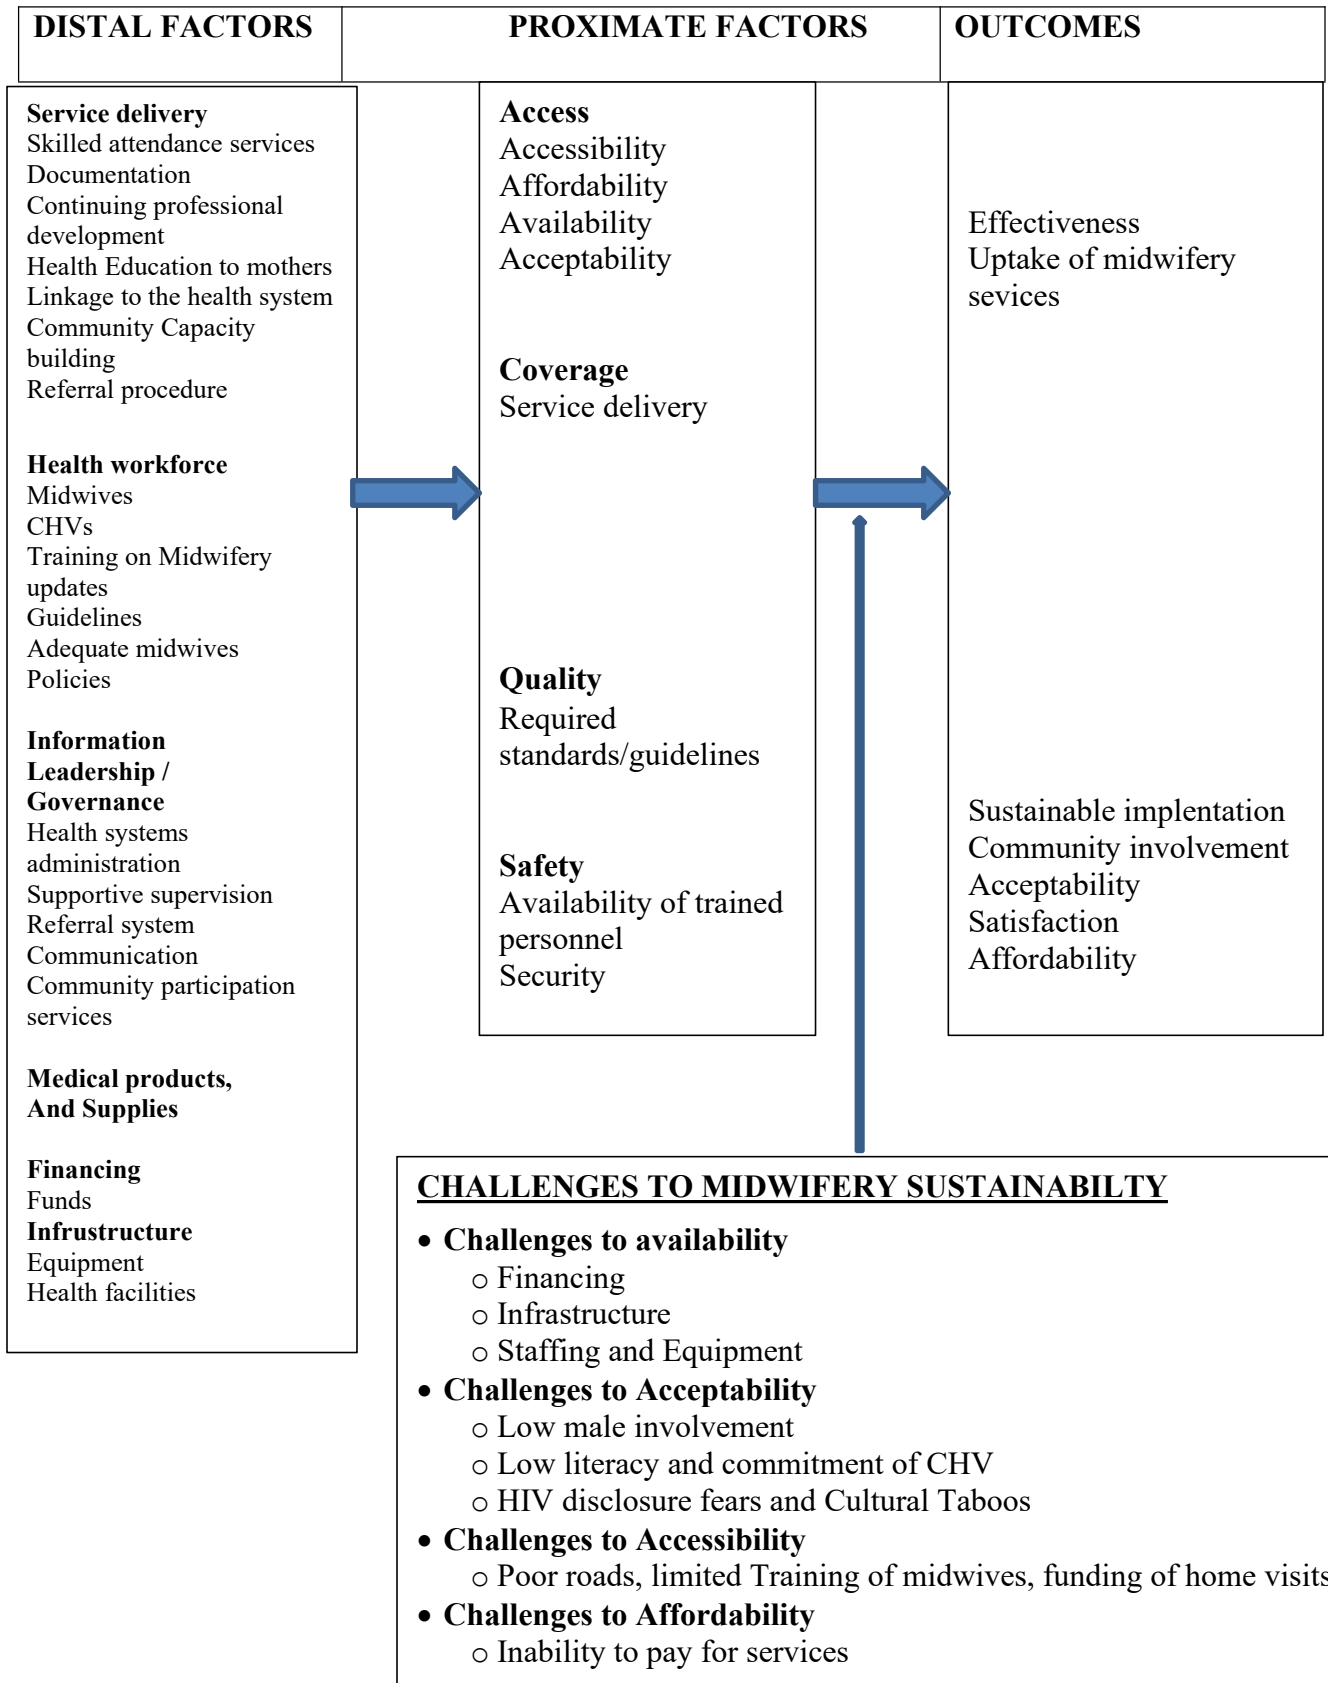 DISTAL FACTORS
PROXIMATE FACTORS
OUTCOMES
Service delivery
Skilled attendance services
Documentation
Continuing professional
development
Health Education to mothers
Linkage to the health system
Community Capacity
building
Referral procedure
Health workforce
Midwives
CHVs
Training on Midwifery
updates
Guidelines
Adequate midwives
Policies
Information
Leadership /
Governance
Health systems
administration
Supportive supervision
Referral system
Communication
Community participation
services
Medical products,
And Supplies
Financing
Funds
Infrustructure
Equipment
Health facilities
Access
Accessibility
Affordability
Availability
Acceptability
Coverage
Service delivery
Quality
Required
standards/guidelines
Safety
Availability of trained
personnel
Security
Effectiveness
Uptake of midwifery
sevices
Sustainable implentation
Community involvement
Acceptability
Satisfaction
Affordability
CHALLENGES TO MIDWIFERY SUSTAINABILTY
• Challenges to availability
o Financing
o Infrastructure
o Staffing and Equipment
• Challenges to Acceptability
o Low male involvement
o Low literacy and commitment of CHV
o HIV disclosure fears and Cultural Taboos
• Challenges to Accessibility
o Poor roads, limited Training of midwives, funding of home visits
• Challenges to Affordability
o Inability to pay for services